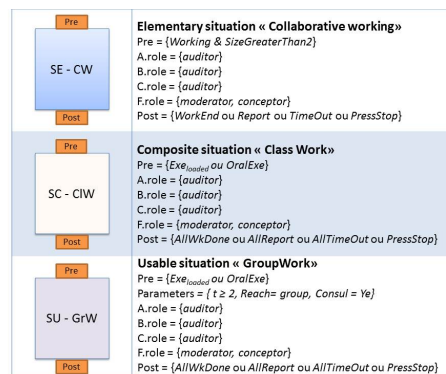 Pre
SE - CW
Post
Elementary situation « Collaborative working»
Pre = {Working & SizeGreaterThan2}
A.role = {auditor}
B.role = {auditor}
C.role = {auditor}
F.role = {moderator, conceptor}
Post = {WorkEnd ou Report ou TimeOut ou PressStop}
Pre
SC - ClW
Post
Composite situation « Class Work»
Pre = {Exeloaded ou OralExe}
A.role = {auditor}
B.role = {auditor}
C.role = {auditor}
F.role = {moderator, conceptor}
Post = {AllWkDone ou AllReport ou AllTimeOut ou PressStop}
Pre
SU - GrW
Post
Usable situation « GroupWork»
Pre = {Exeloaded ou OralExe}
Parameters = { t ≥ 2, Reach= group, Consul = Ye}
A.role = {auditor}
B.role = {auditor}
C.role = {auditor}
F.role = {moderator, conceptor}
Post = {AllWkDone ou AllReport ou AllTimeOut ou PressStop}